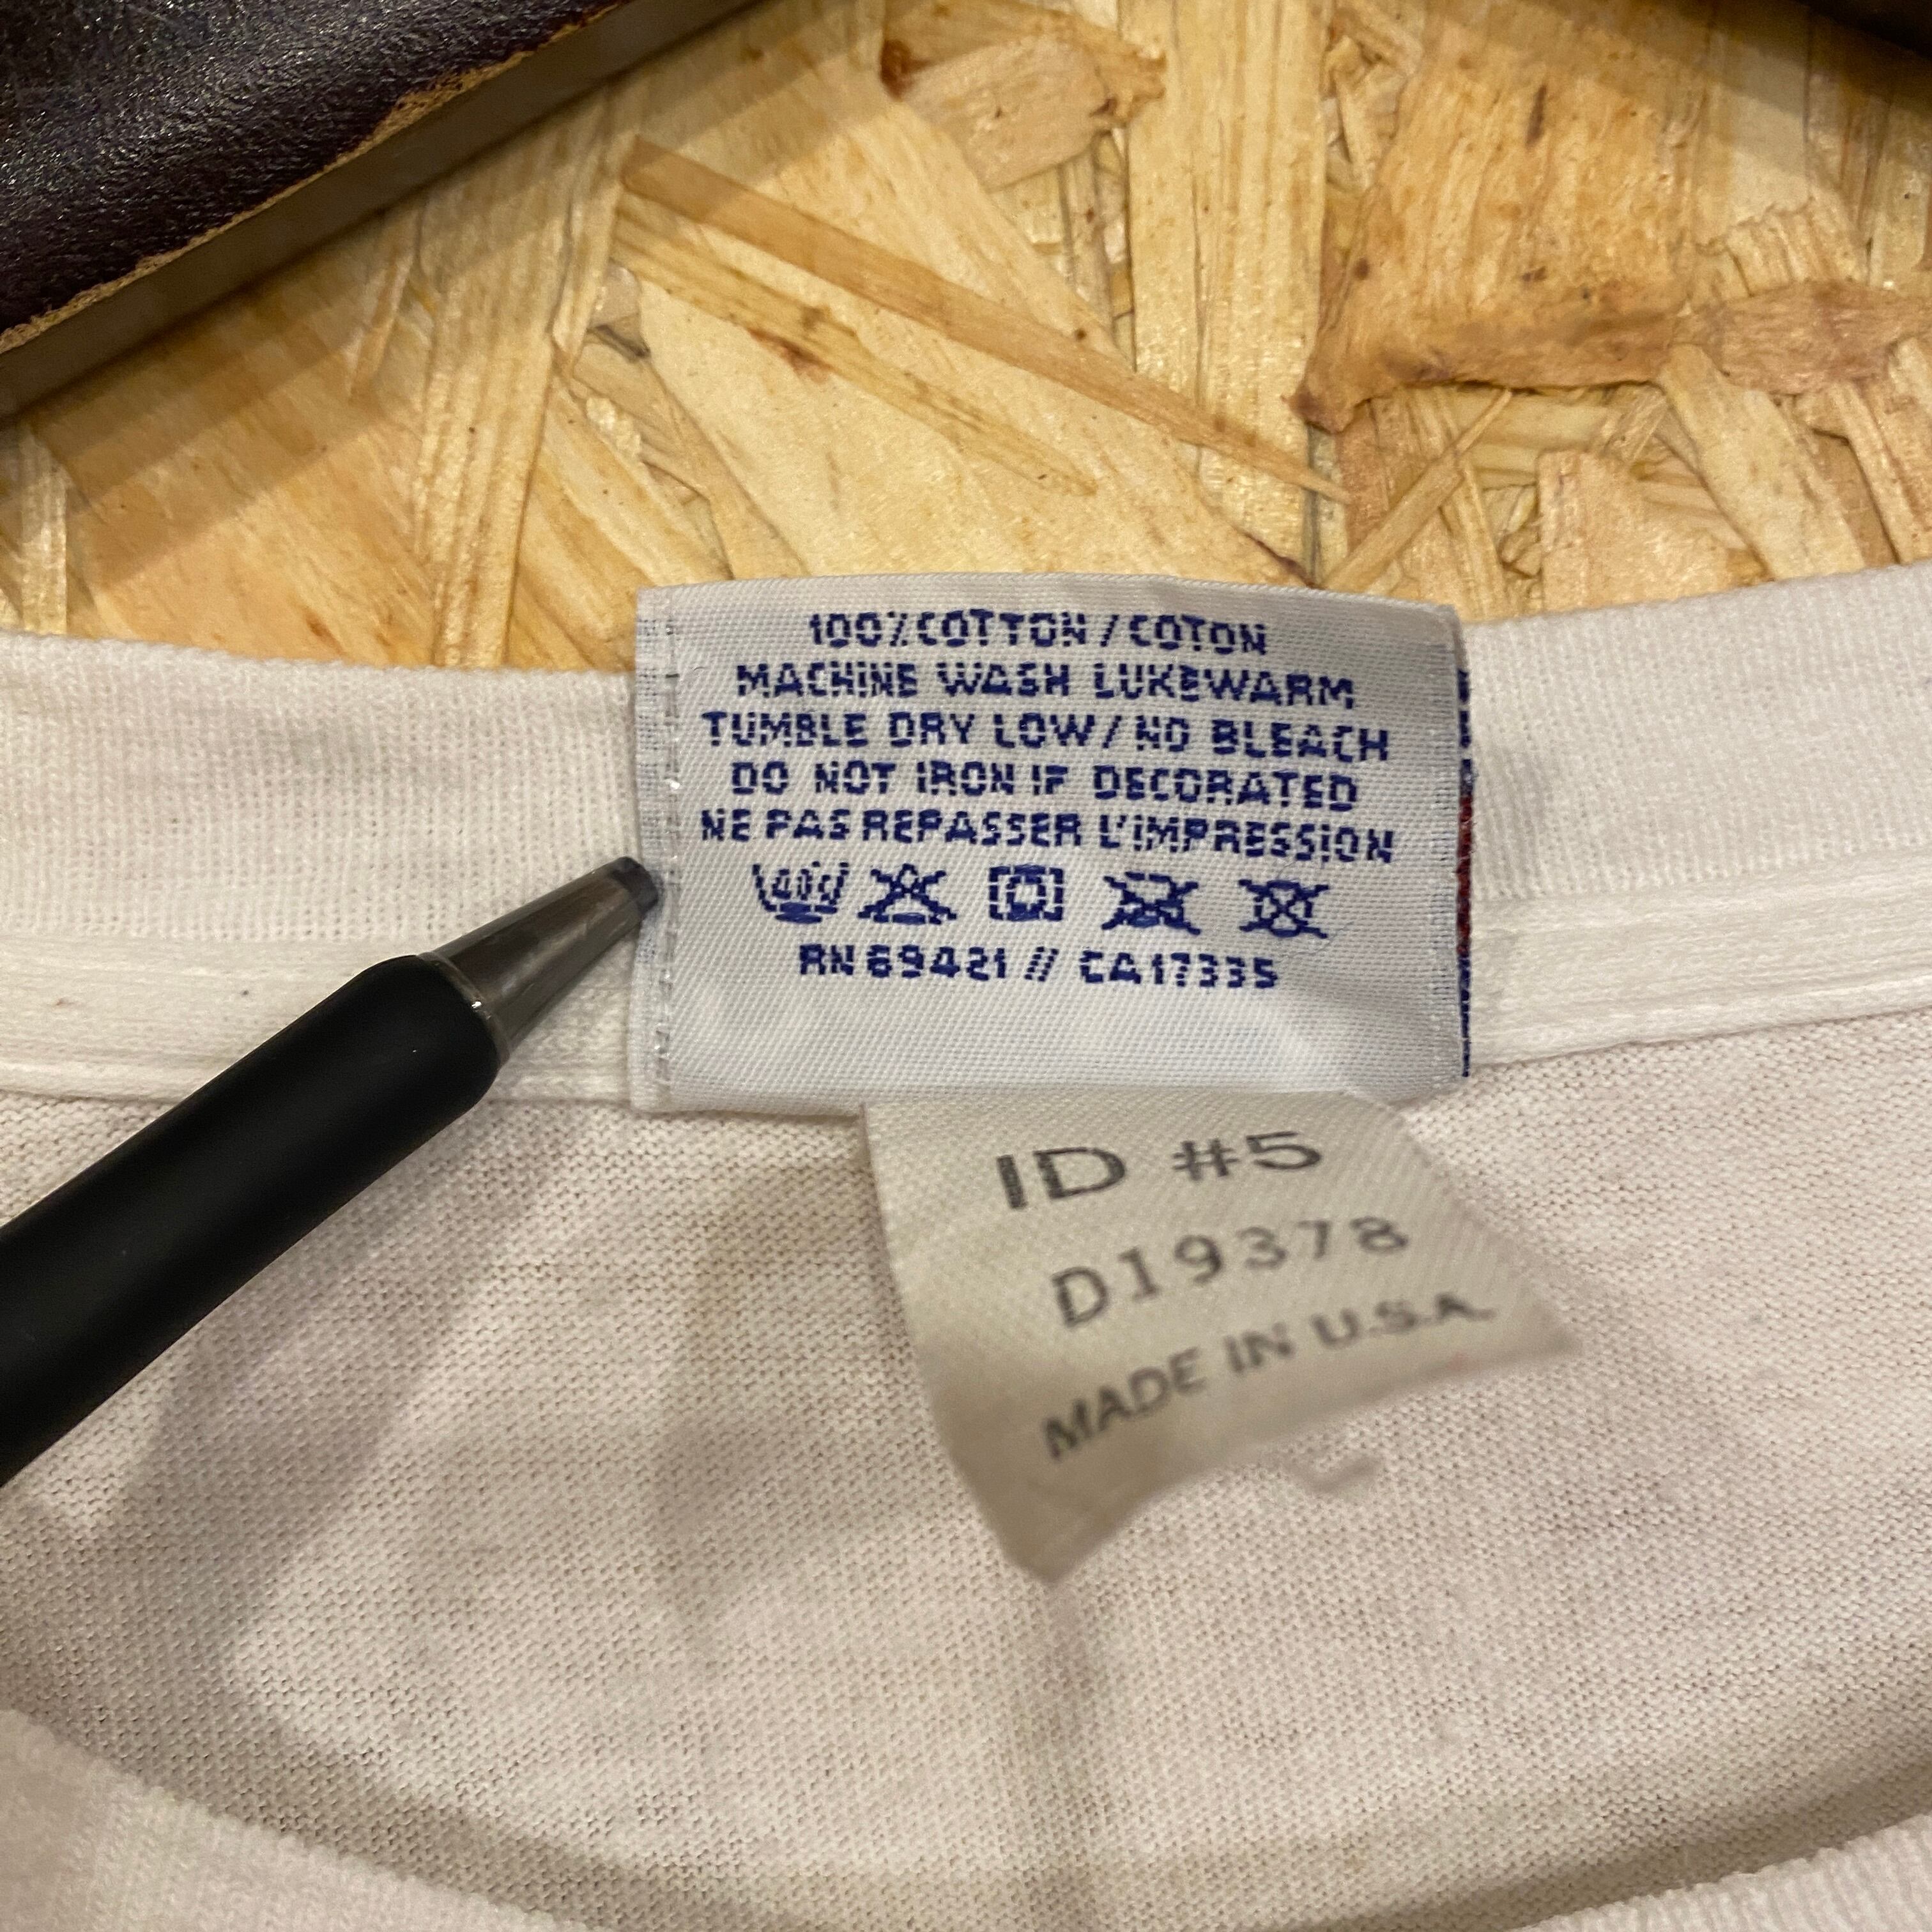 100% COTTON / COTON
MACHINE WASH LUKEWARM
TUMBLE DRY LOW / NO BLEACH
DO NOT IRON IF DECORATED
NE PAS REPASSER L'IMPRESSION
40°
RN 69421 // CA17335
ID #5
D19378
MADE IN U.S.A.